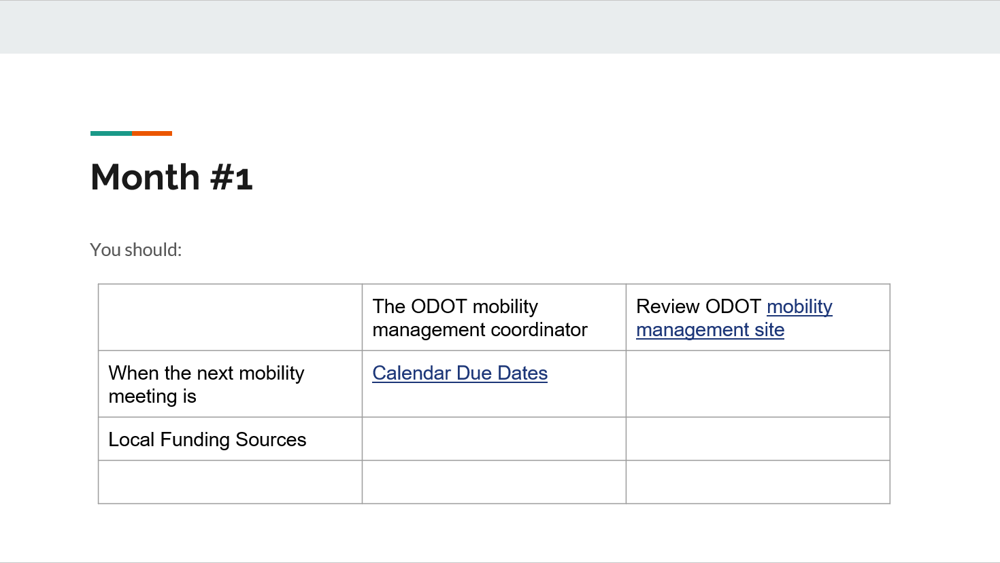 Month #1
You should:
The ODOT mobility
management coordinator
Review ODOT mobility
management site
When the next mobility
meeting is
Calendar Due Dates
Local Funding Sources